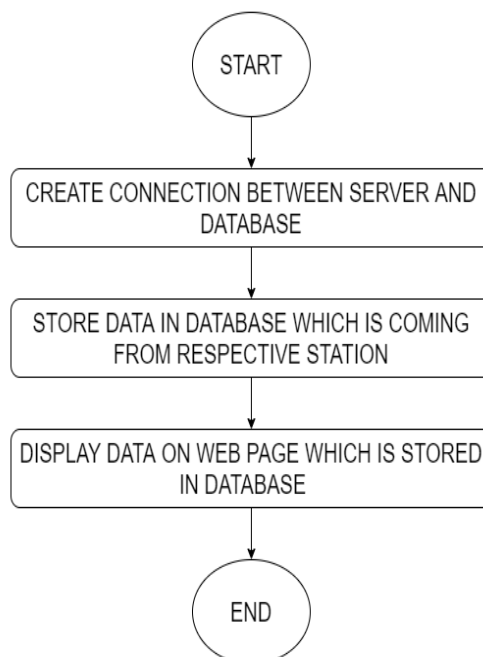 START
CREATE CONNECTION BETWEEN SERVER AND
DATABASE
STORE DATA IN DATABASE WHICH IS COMING
FROM RESPECTIVE STATION
DISPLAY DATA ON WEB PAGE WHICH IS STORED
IN DATABASE
END